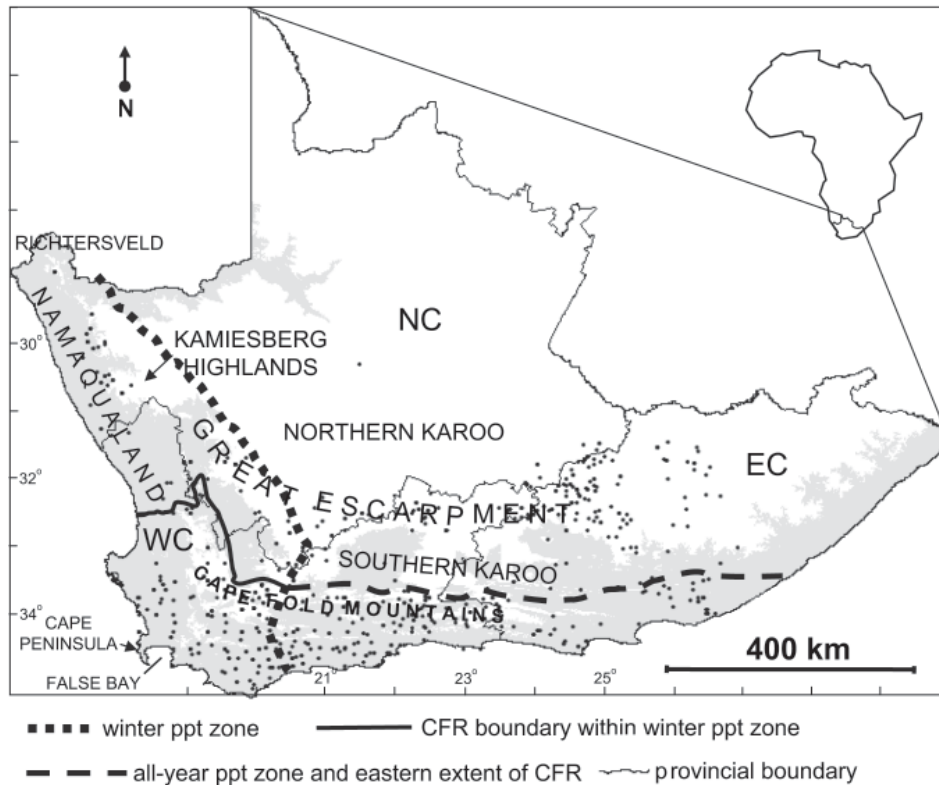 N
RICHTERSVELD
NAMAQUALAND
30°
KAMIESBERG
HIGHLANDS
NC
GREAT ESCARPMENT
NORTHERN KAROO
EC
32°
WC
SOUTHERN KAROO
CAPE FOLD MOUNTAINS
34°
CAPE
PENINSULA
FALSE BAY
21
23°
25°
400 km
winter ppt zone
CFR boundary within winter ppt zone
all-year ppt zone and eastern extent of CFR
provincial boundary